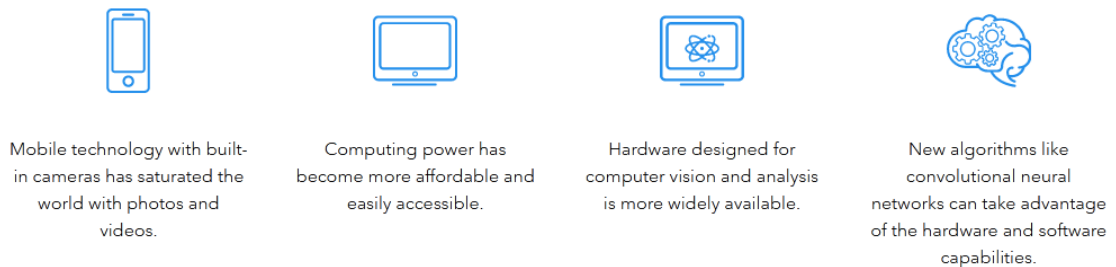 Mobile technology with built-
in cameras has saturated the
world with photos and
videos.
Computing power has
become more affordable and
easily accessible.
Hardware designed for
computer vision and analysis
is more widely available.
New algorithms like
convolutional neural
networks can take advantage
of the hardware and software
capabilities.